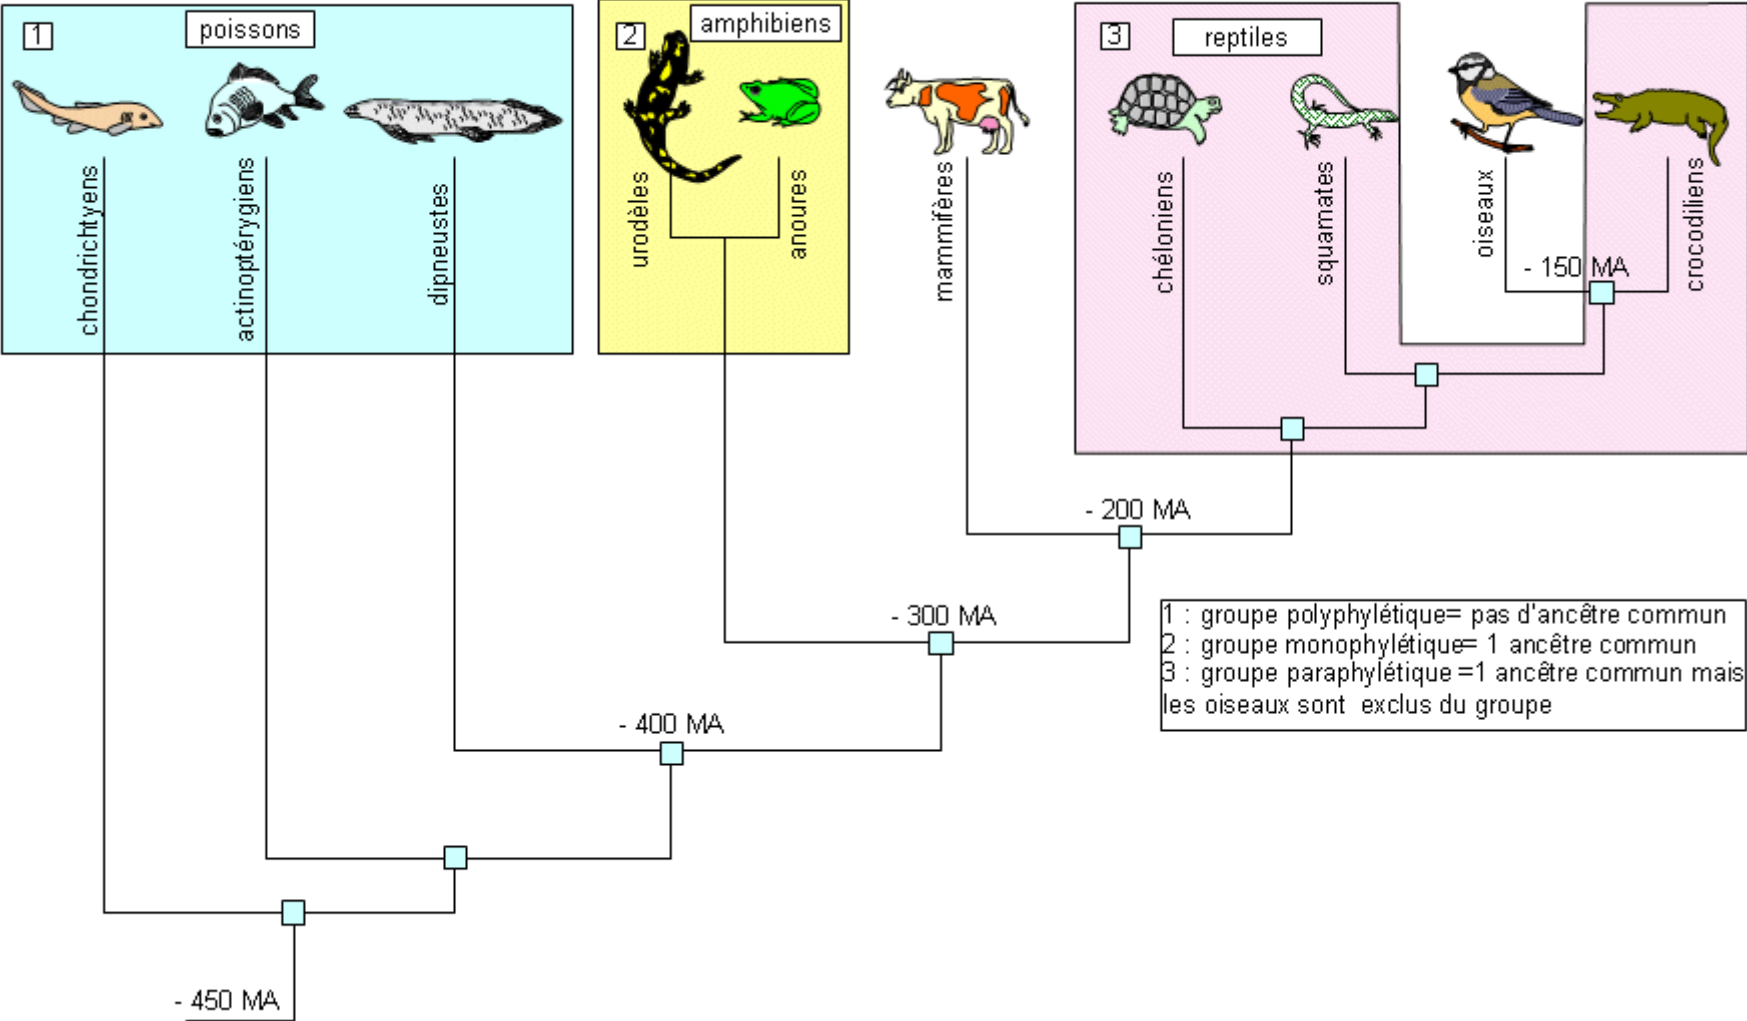 1
poissons
2
amphibiens
3
reptiles
chondrichtyens
actinoptérygiens
dipneustes
urodèles
anoures
mammifères
chéloniens
squamates
oiseaux
crocodiliens
- 150 MA
- 200 MA
- 300 MA
- 400 MA
- 450 MA
1 : groupe polyphylétique= pas d'ancêtre commun
2 : groupe monophylétique= 1 ancêtre commun
3 : groupe paraphylétique =1 ancêtre commun mais
les oiseaux sont exclus du groupe